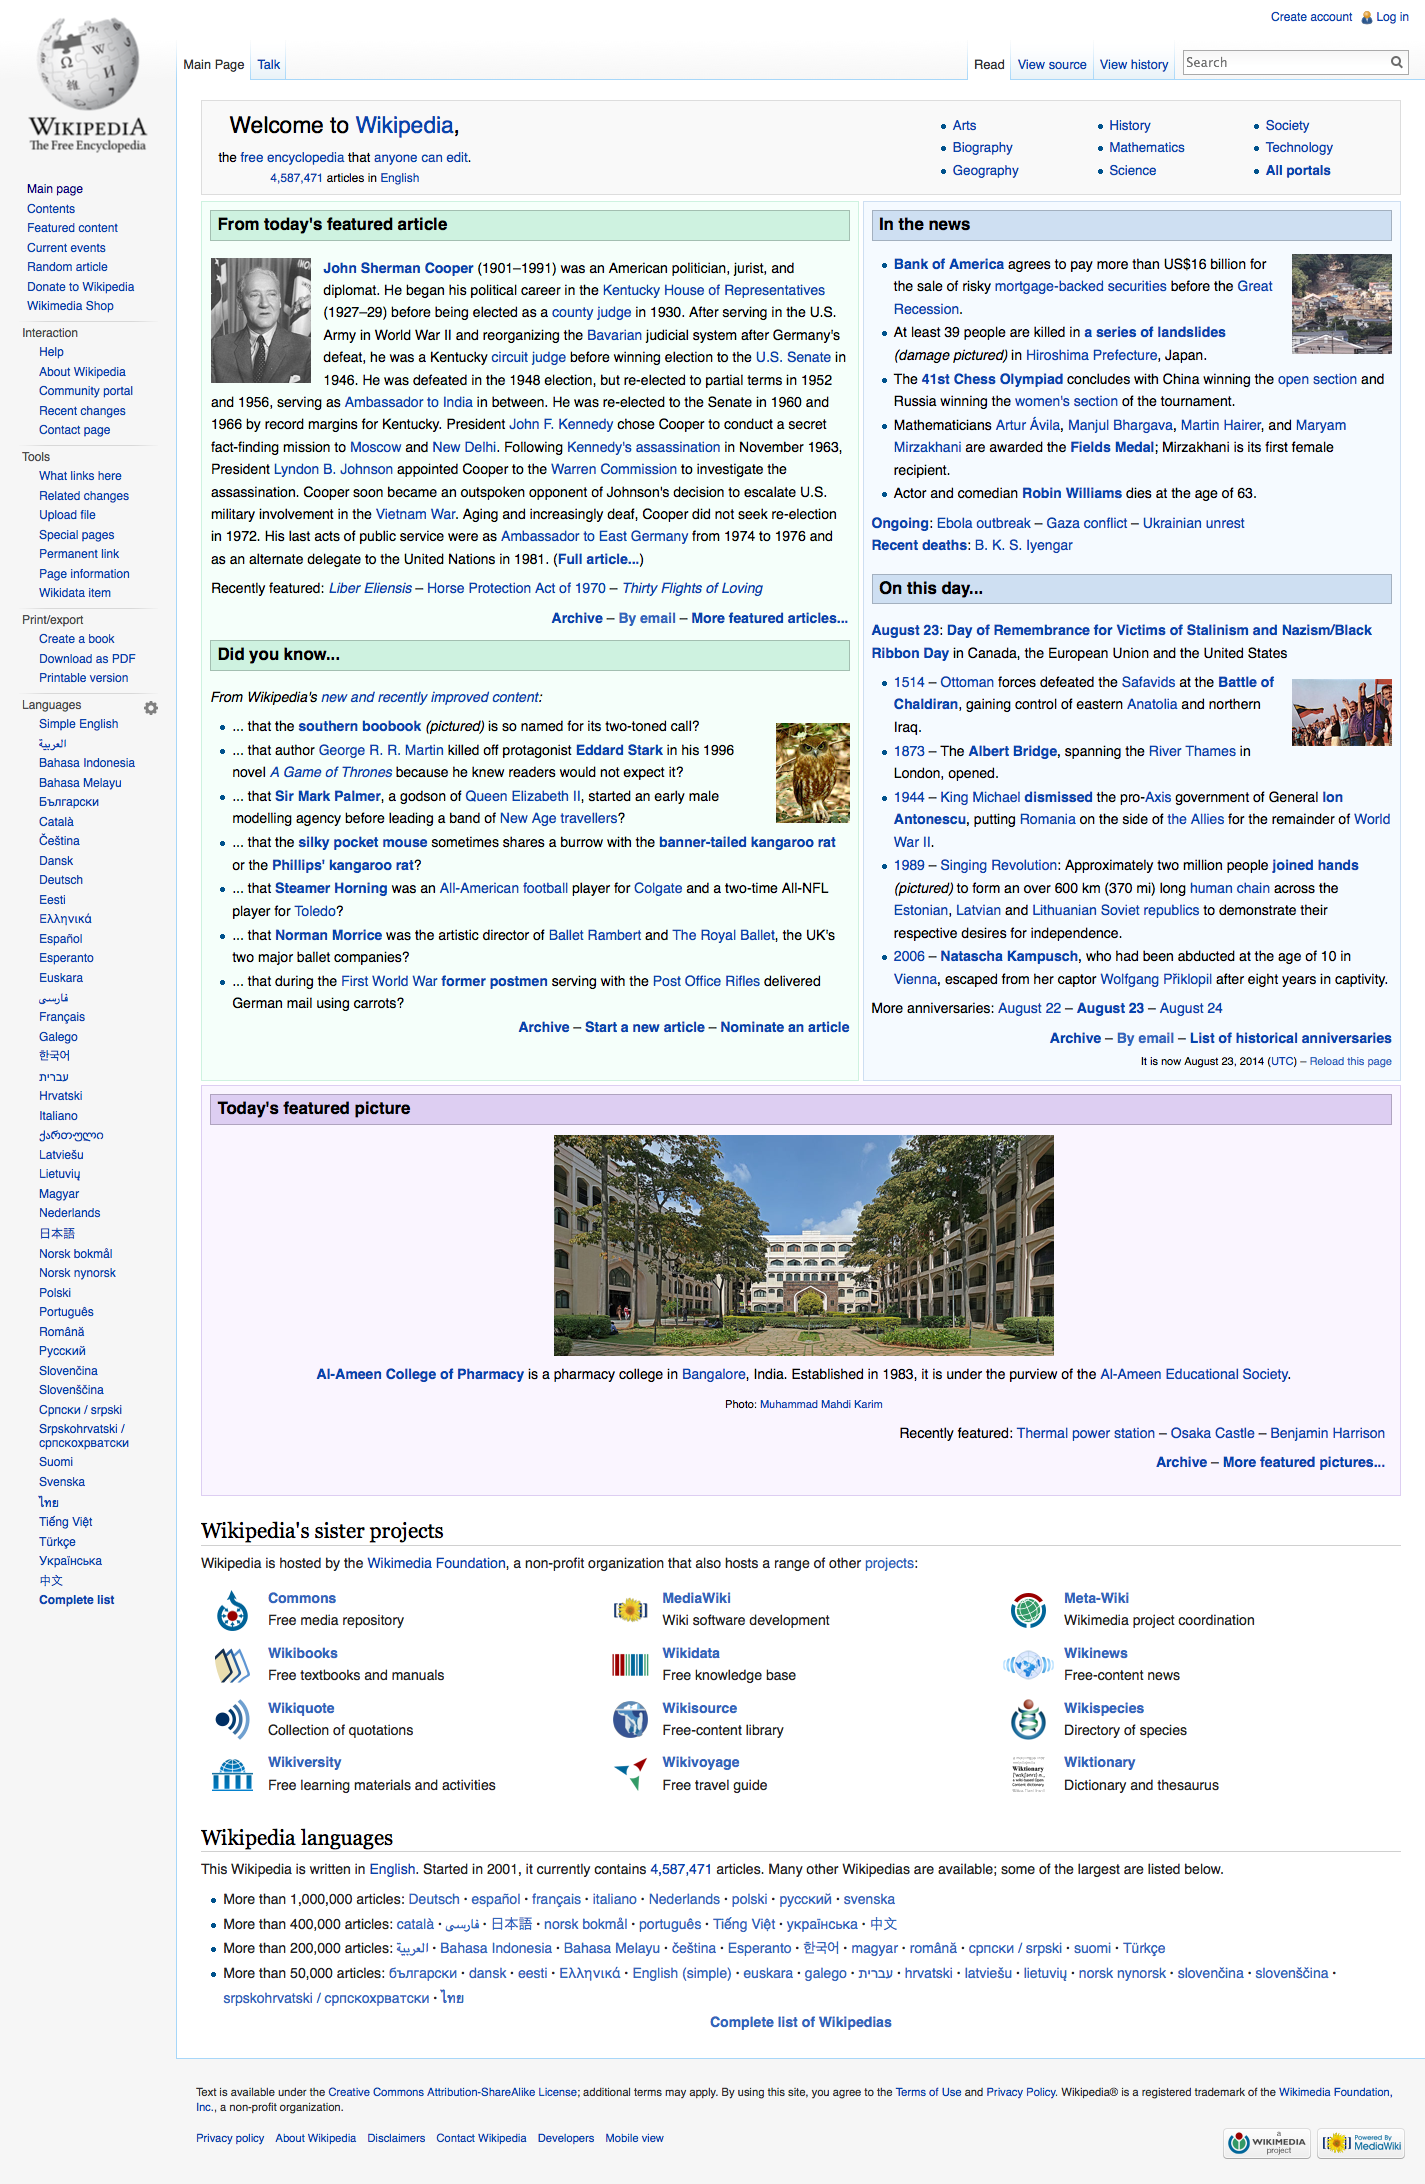 Create account Log in
Main Page Talk Read View source View history Search
WIKIPEDIA
The Free Encyclopedia
Main page
Contents
Featured content
Current events
Random article
Donate to Wikipedia
Wikimedia Shop
Interaction
Help
About Wikipedia
Community portal
Recent changes
Contact page
Tools
What links here
Related changes
Upload file
Special pages
Permanent link
Page information
Wikidata item
Print/export
Create a book
Download as PDF
Printable version
Languages
Simple English
العربية
Bahasa Indonesia
Bahasa Melayu
Български
Català
Čeština
Dansk
Deutsch
Eesti
Ελληνικά
Español
Esperanto
Euskara
فارسی
Français
Galego
한국어
עברית
Hrvatski
Italiano
ქართული
Latviešu
Lietuvių
Magyar
Nederlands
日本語
Norsk bokmål
Norsk nynorsk
Polski
Português
Română
Русский
Slovenčina
Slovenščina
Српски / srpski
Srpskohrvatski /
српскохрватски
Suomi
Svenska
ไทย
Tiếng Việt
Türkçe
Українська
中文
Complete list
Welcome to Wikipedia,
the free encyclopedia that anyone can edit.
4,587,471 articles in English
Arts
Biography
Geography
History
Mathematics
Science
Society
Technology
All portals
From today's featured article
John Sherman Cooper (1901–1991) was an American politician, jurist, and
diplomat. He began his political career in the Kentucky House of Representatives
(1927–29) before being elected as a county judge in 1930. After serving in the U.S.
Army in World War II and reorganizing the Bavarian judicial system after Germany's
defeat, he was a Kentucky circuit judge before winning election to the U.S. Senate in
1946. He was defeated in the 1948 election, but re-elected to partial terms in 1952
and 1956, serving as Ambassador to India in between. He was re-elected to the Senate in 1960 and
1966 by record margins for Kentucky. President John F. Kennedy chose Cooper to conduct a secret
fact-finding mission to Moscow and New Delhi. Following Kennedy's assassination in November 1963,
President Lyndon B. Johnson appointed Cooper to the Warren Commission to investigate the
assassination. Cooper soon became an outspoken opponent of Johnson's decision to escalate U.S.
military involvement in the Vietnam War. Aging and increasingly deaf, Cooper did not seek re-election
in 1972. His last acts of public service were as Ambassador to East Germany from 1974 to 1976 and
as an alternate delegate to the United Nations in 1981. (Full article...)
Recently featured: Liber Eliensis – Horse Protection Act of 1970 – Thirty Flights of Loving
Archive – By email – More featured articles...
Did you know...
From Wikipedia's new and recently improved content:
... that the southern boobook (pictured) is so named for its two-toned call?
... that author George R. R. Martin killed off protagonist Eddard Stark in his 1996
novel A Game of Thrones because he knew readers would not expect it?
... that Sir Mark Palmer, a godson of Queen Elizabeth II, started an early male
modelling agency before leading a band of New Age travellers?
... that the silky pocket mouse sometimes shares a burrow with the banner-tailed kangaroo rat
or the Phillips' kangaroo rat?
... that Steamer Horning was an All-American football player for Colgate and a two-time All-NFL
player for Toledo?
... that Norman Morrice was the artistic director of Ballet Rambert and The Royal Ballet, the UK's
two major ballet companies?
... that during the First World War former postmen serving with the Post Office Rifles delivered
German mail using carrots?
Archive – Start a new article – Nominate an article
In the news
Bank of America agrees to pay more than US$16 billion for
the sale of risky mortgage-backed securities before the Great
Recession.
At least 39 people are killed in a series of landslides
(damage pictured) in Hiroshima Prefecture, Japan.
The 41st Chess Olympiad concludes with China winning the open section and
Russia winning the women's section of the tournament.
Mathematicians Artur Ávila, Manjul Bhargava, Martin Hairer, and Maryam
Mirzakhani are awarded the Fields Medal; Mirzakhani is its first female
recipient.
Actor and comedian Robin Williams dies at the age of 63.
Ongoing: Ebola outbreak – Gaza conflict – Ukrainian unrest
Recent deaths: B. K. S. Iyengar
On this day...
August 23: Day of Remembrance for Victims of Stalinism and Nazism/Black
Ribbon Day in Canada, the European Union and the United States
1514 – Ottoman forces defeated the Safavids at the Battle of
Chaldiran, gaining control of eastern Anatolia and northern
Iraq.
1873 – The Albert Bridge, spanning the River Thames in
London, opened.
1944 – King Michael dismissed the pro-Axis government of General Ion
Antonescu, putting Romania on the side of the Allies for the remainder of World
War II.
1989 – Singing Revolution: Approximately two million people joined hands
(pictured) to form an over 600 km (370 mi) long human chain across the
Estonian, Latvian and Lithuanian Soviet republics to demonstrate their
respective desires for independence.
2006 – Natascha Kampusch, who had been abducted at the age of 10 in
Vienna, escaped from her captor Wolfgang Přiklopil after eight years in captivity.
More anniversaries: August 22 – August 23 – August 24
Archive – By email – List of historical anniversaries
It is now August 23, 2014 (UTC) – Reload this page
Today's featured picture
Al-Ameen College of Pharmacy is a pharmacy college in Bangalore, India. Established in 1983, it is under the purview of the Al-Ameen Educational Society.
Photo: Muhammad Mahdi Karim
Recently featured: Thermal power station – Osaka Castle – Benjamin Harrison
Archive – More featured pictures...
Wikipedia's sister projects
Wikipedia is hosted by the Wikimedia Foundation, a non-profit organization that also hosts a range of other projects:
Commons
Free media repository
MediaWiki
Wiki software development
Meta-Wiki
Wikimedia project coordination
Wikibooks
Free textbooks and manuals
Wikidata
Free knowledge base
Wikinews
Free-content news
Wikiquote
Collection of quotations
Wikisource
Free-content library
Wikispecies
Directory of species
Wikiversity
Free learning materials and activities
Wikivoyage
Free travel guide
Wiktionary
Wiktionary
Dictionary and thesaurus
Wikipedia languages
This Wikipedia is written in English. Started in 2001, it currently contains 4,587,471 articles. Many other Wikipedias are available; some of the largest are listed below.
More than 1,000,000 articles: Deutsch · español · français · italiano · Nederlands · polski · русский · svenska
More than 400,000 articles: català · فارسی · 日本語 · norsk bokmål · português · Tiếng Việt · українська · 中文
More than 200,000 articles: العربية · Bahasa Indonesia · Bahasa Melayu · čeština · Esperanto · 한국어 · magyar · română · српски / srpski · suomi · Türkçe
More than 50,000 articles: български · dansk · eesti · Ελληνικά · English (simple) · euskara · galego · עברית · hrvatski · latviešu · lietuvių · norsk nynorsk · slovenčina · slovenščina ·
srpskohrvatski / српскохрватски · ไทย
Complete list of Wikipedias
Text is available under the Creative Commons Attribution-ShareAlike License; additional terms may apply. By using this site, you agree to the Terms of Use and Privacy Policy. Wikipedia® is a registered trademark of the Wikimedia Foundation,
Inc., a non-profit organization.
Privacy policy About Wikipedia Disclaimers Contact Wikipedia Developers Mobile view
a
WIKIMEDIA
project
Powered By
MediaWiki